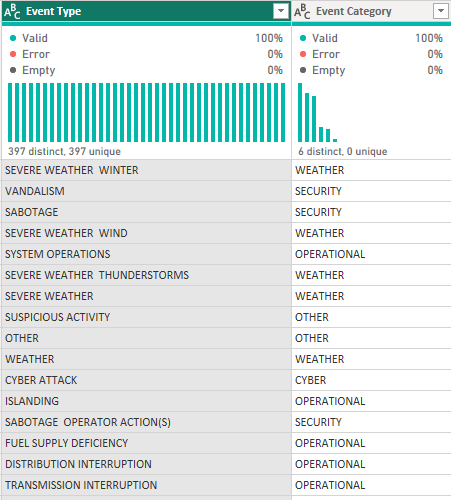 ABC Event Type ABC Event Category
Valid 100% Valid 100%
Error 0% Error 0%
Empty 0% Empty 0%
397 distinct, 397 unique 6 distinct, 0 unique
SEVERE WEATHER  WINTER WEATHER
VANDALISM SECURITY
SABOTAGE SECURITY
SEVERE WEATHER  WIND WEATHER
SYSTEM OPERATIONS OPERATIONAL
SEVERE WEATHER  THUNDERSTORMS WEATHER
SEVERE WEATHER WEATHER
SUSPICIOUS ACTIVITY OTHER
OTHER OTHER
WEATHER WEATHER
CYBER ATTACK CYBER
ISLANDING OPERATIONAL
SABOTAGE  OPERATOR ACTION(S) SECURITY
FUEL SUPPLY DEFICIENCY OPERATIONAL
DISTRIBUTION INTERRUPTION OPERATIONAL
TRANSMISSION INTERRUPTION OPERATIONAL